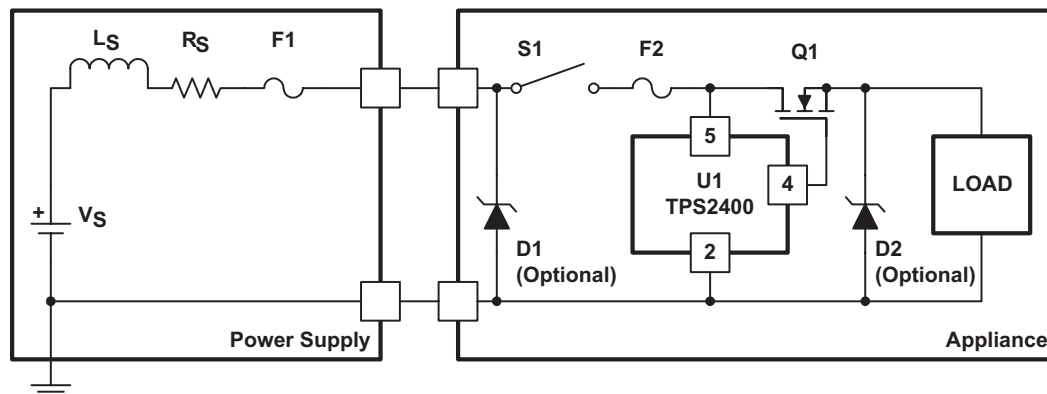 LS
RS
F1
S1
F2
Q1
5
U1
TPS2400
4
LOAD
+
VS
D1
(Optional)
2
D2
(Optional)
Power Supply
Appliance